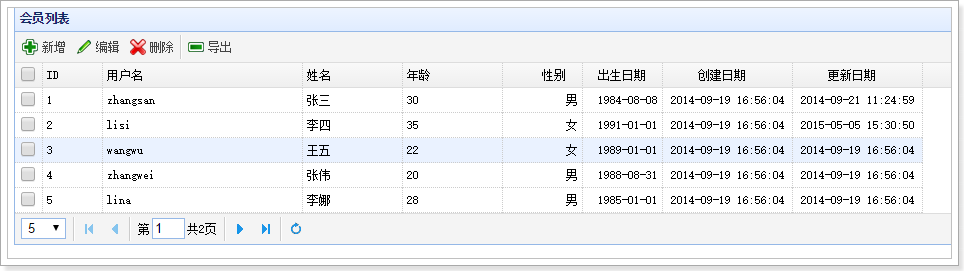 会员列表
新增 编辑 删除 导出
ID 用户名 姓名 年龄 性别 出生日期 创建日期 更新日期
1 zhangsan 张三 30 男 1984-08-08 2014-09-19 16:56:04 2014-09-21 11:24:59
2 lisi 李四 35 女 1991-01-01 2014-09-19 16:56:04 2015-05-05 15:30:50
3 wangwu 王五 22 女 1989-01-01 2014-09-19 16:56:04 2014-09-19 16:56:04
4 zhangwei 张伟 20 男 1988-08-31 2014-09-19 16:56:04 2014-09-19 16:56:04
5 lina 李娜 28 男 1985-01-01 2014-09-19 16:56:04 2014-09-19 16:56:04
5 第 1 共2页